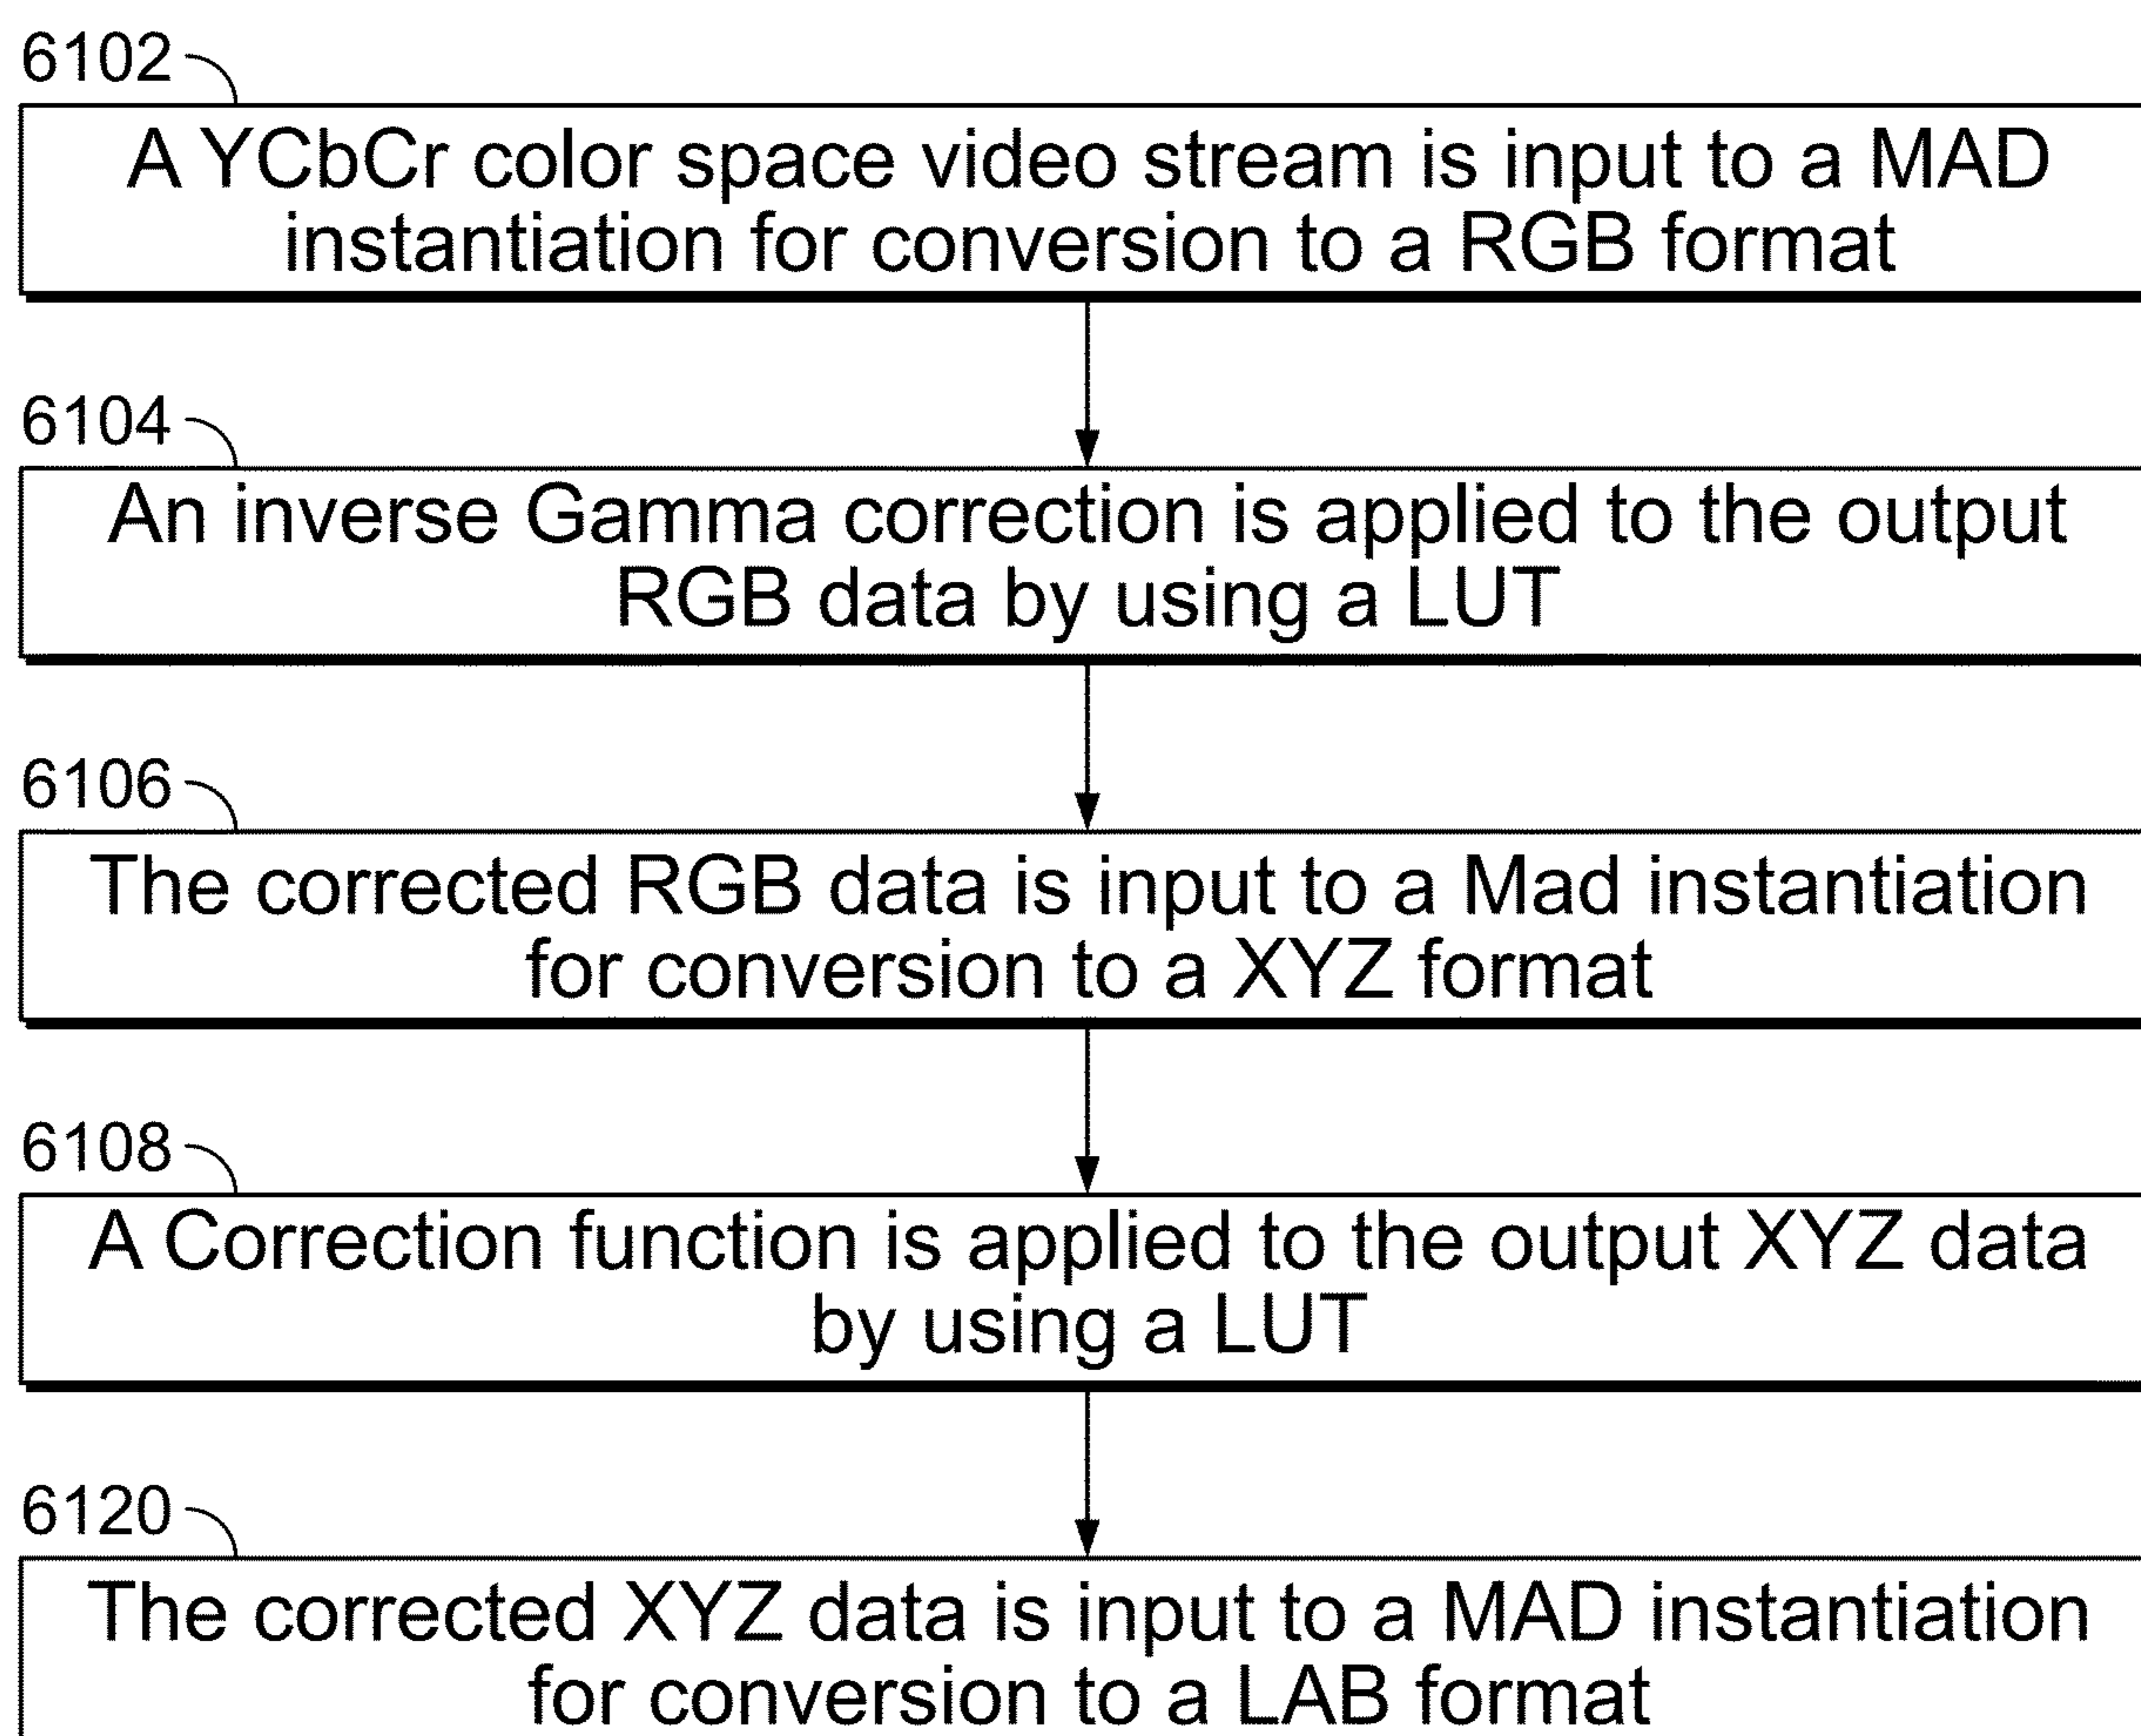 6102
A YCbCr color space video stream is input to a MAD
instantiation for conversion to a RGB format
6104
An inverse Gamma correction is applied to the output
RGB data by using a LUT
6106
The corrected RGB data is input to a Mad instantiation
for conversion to a XYZ format
6108
A Correction function is applied to the output XYZ data
by using a LUT
6120
The corrected XYZ data is input to a MAD instantiation
for conversion to a LAB format